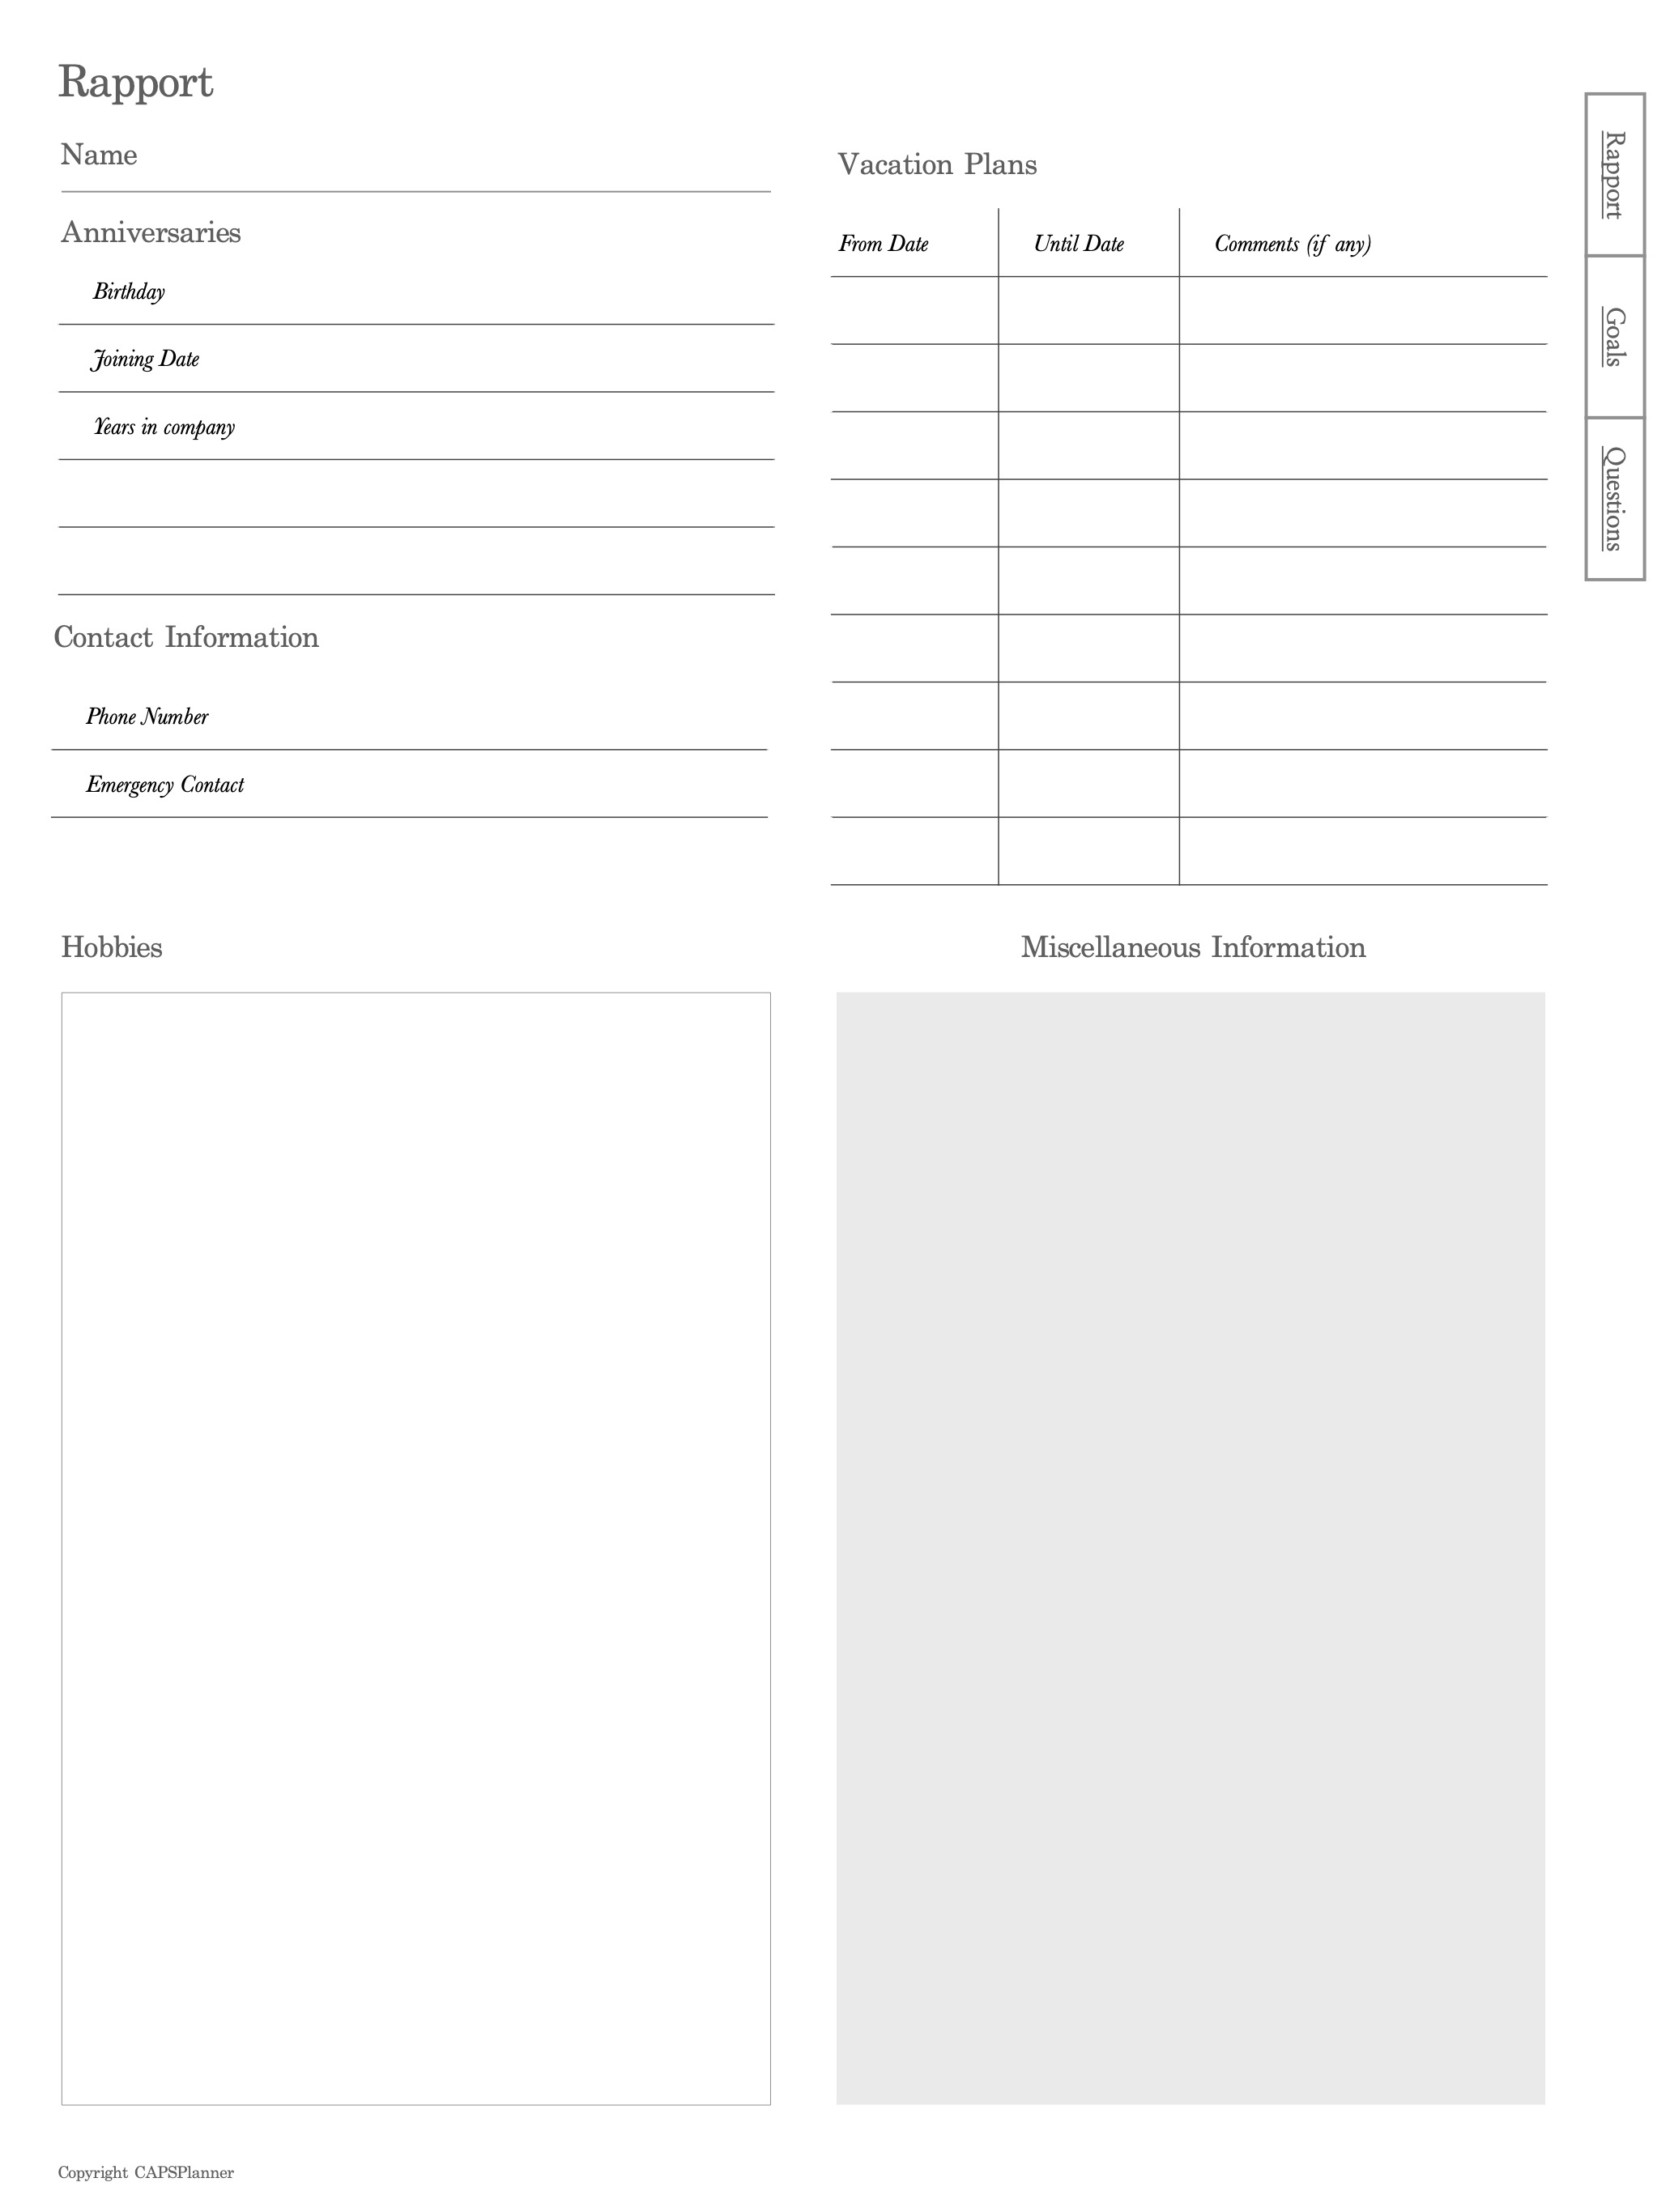 Rapport
Name
Anniversaries
Birthday
Joining Date
Years in company
Contact Information
Phone Number
Emergency Contact
Vacation Plans
From Date Until Date Comments (if any)
Hobbies
Miscellaneous Information
Rapport
Goals
Questions
Copyright CAPSPlanner